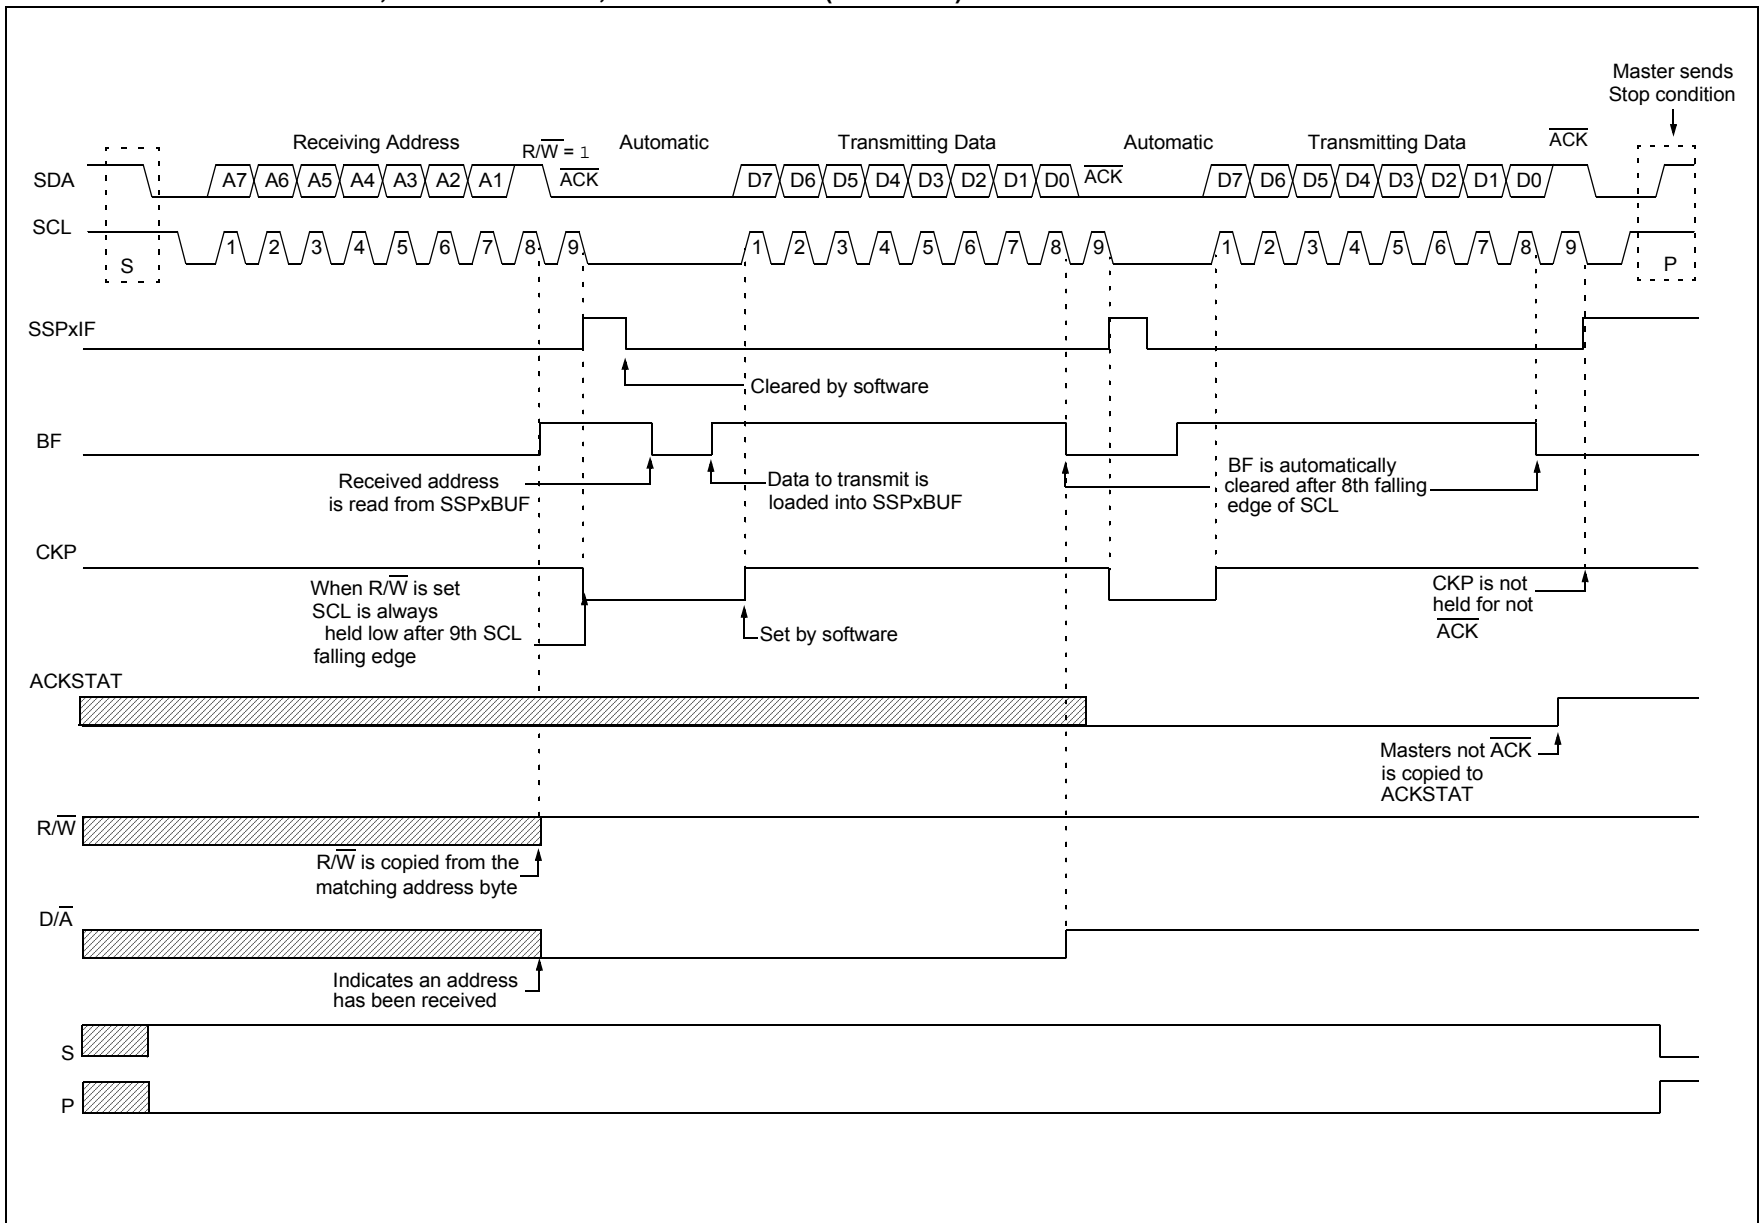 Master sends
Stop condition
Receiving Address
R/W̅ = 1
Automatic
Transmitting Data
Automatic
Transmitting Data
A̅C̅K̅
SDA
A7 A6 A5 A4 A3 A2 A1
A̅C̅K̅
D7 D6 D5 D4 D3 D2 D1 D0
A̅C̅K̅
D7 D6 D5 D4 D3 D2 D1 D0
SCL
1 2 3 4 5 6 7 8 9
1 2 3 4 5 6 7 8 9
1 2 3 4 5 6 7 8 9
S
P
SSPxIF
Cleared by software
BF
Received address
is read from SSPxBUF
Data to transmit is
loaded into SSPxBUF
BF is automatically
cleared after 8th falling
edge of SCL
CKP
When R/W̅ is set
SCL is always
held low after 9th SCL
falling edge
Set by software
CKP is not
held for not
A̅C̅K̅
ACKSTAT
Masters not A̅C̅K̅
is copied to
ACKSTAT
R/W̅
R/W̅ is copied from the
matching address byte
D/A̅
Indicates an address
has been received
S
P